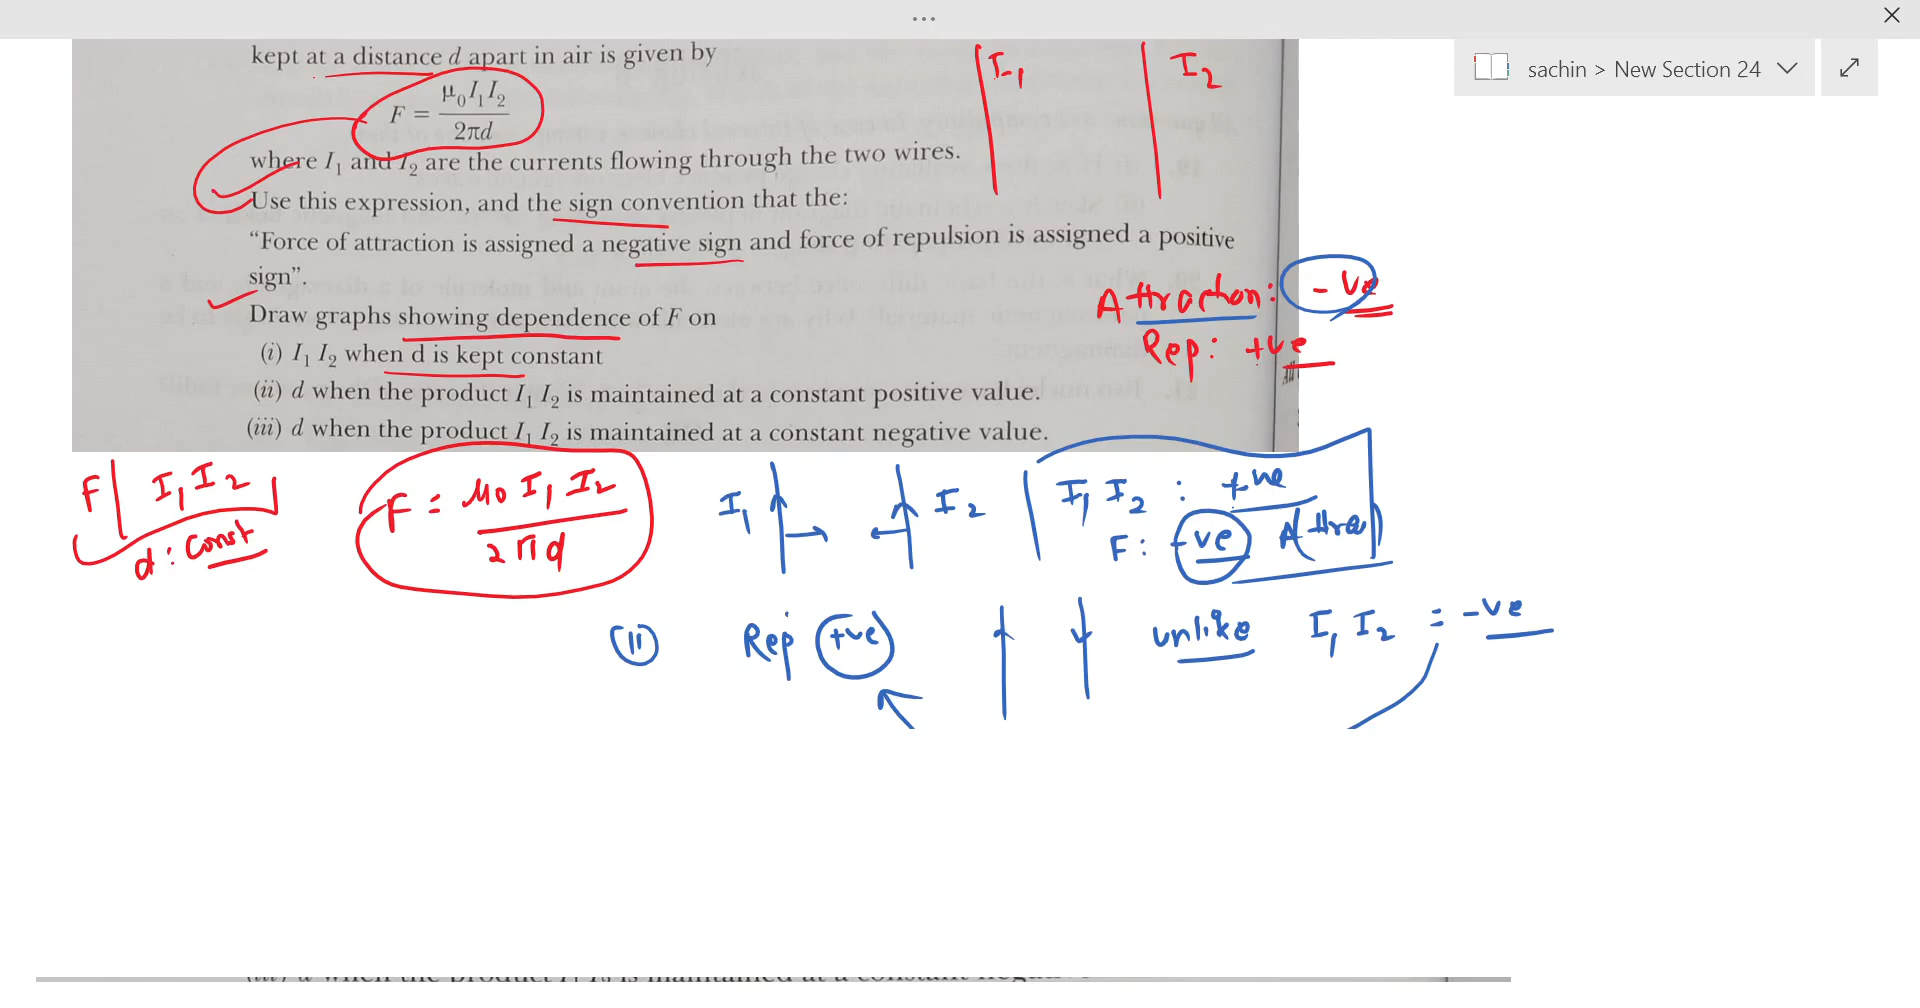 sachin > New Section 24
kept at a distance d apart in air is given by
F = μ₀I₁I₂ / 2πd
where I₁ and I₂ are the currents flowing through the two wires.
Use this expression, and the sign convention that the:
“Force of attraction is assigned a negative sign and force of repulsion is assigned a positive
sign”.
Draw graphs showing dependence of F on
(i) I₁ I₂ when d is kept constant
(ii) d when the product I₁ I₂ is maintained at a constant positive value.
(iii) d when the product I₁ I₂ is maintained at a constant negative value.
I₁ I₂
Attraction: -ve
Rep: +ve
F | I₁ I₂
d: const
F = μ₀ I₁ I₂ / 2πd
I₁ I₂
I₁ I₂ : +ve
F: -ve Attra
(II) Rep +ve unlike I₁ I₂ = -ve